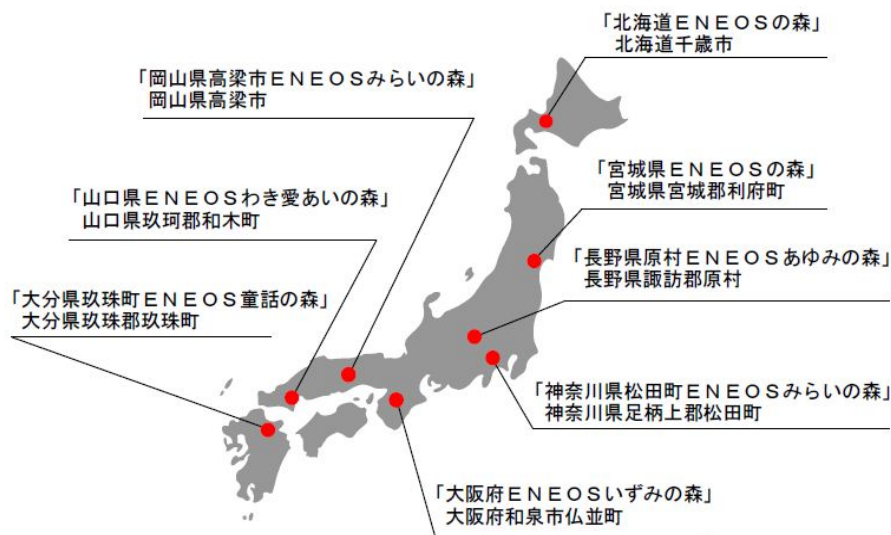 「北海道ＥＮＥＯＳの森」
北海道千歳市
「岡山県高梁市ＥＮＥＯＳみらいの森」
岡山県高梁市
「宮城県ＥＮＥＯＳの森」
宮城県宮城郡利府町
「山口県ＥＮＥＯＳわき愛あいの森」
山口県玖珂郡和木町
「長野県原村ＥＮＥＯＳあゆみの森」
長野県諏訪郡原村
「大分県玖珠町ＥＮＥＯＳ童話の森」
大分県玖珠郡玖珠町
「神奈川県松田町ＥＮＥＯＳみらいの森」
神奈川県足柄上郡松田町
「大阪府ＥＮＥＯＳいずみの森」
大阪府和泉市仏並町